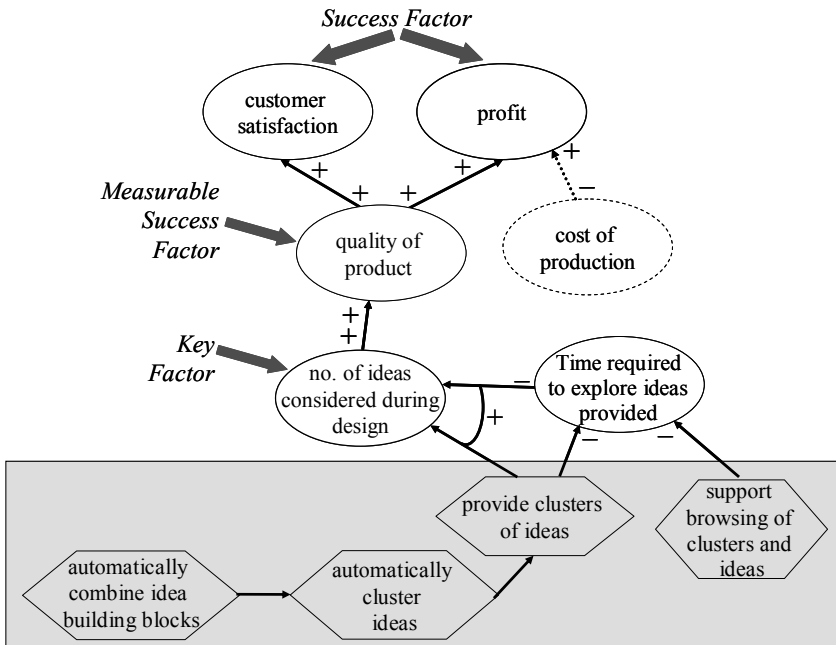 Success Factor
customer
satisfaction
profit
+
+
+
+
+
−
Measurable
Success
Factor
quality of
product
cost of
production
+
+
Key
Factor
no. of ideas
considered during
design
−
+
Time required
to explore ideas
provided
−
−
provide clusters
of ideas
support
browsing of
clusters and
ideas
automatically
combine idea
building blocks
automatically
cluster
ideas